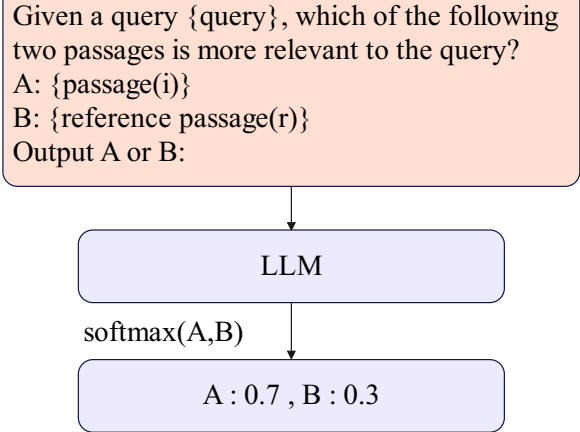 Given a query {query}, which of the following
two passages is more relevant to the query?
A: {passage(i)}
B: {reference passage(r)}
Output A or B:
LLM
softmax(A,B)
A : 0.7 , B : 0.3